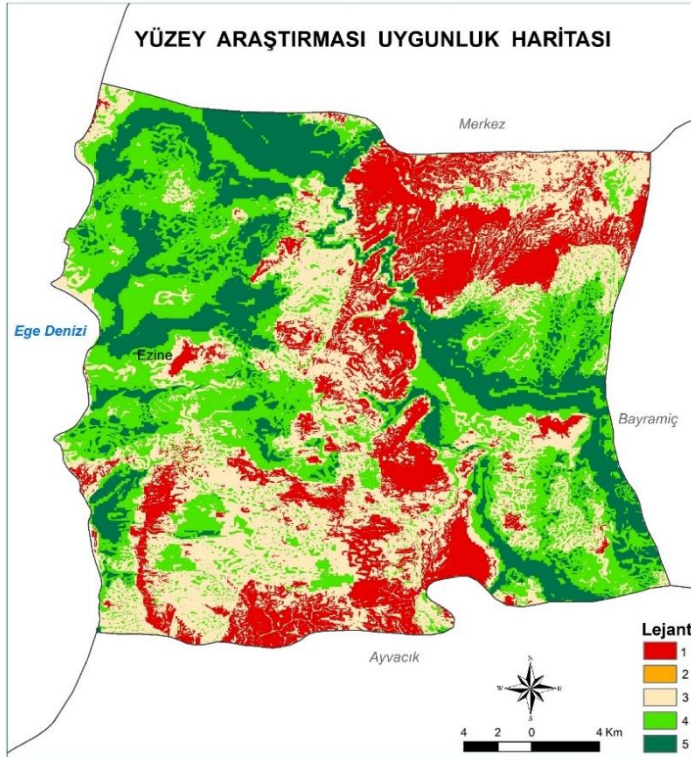 YÜZEY ARAŞTIRMASI UYGUNLUK HARİTASI
Merkez
Ege Denizi
Ezine
Bayramiç
Ayvacık
Lejant
1
2
3
4
5
N
W E
S
4 2 0 4 Km